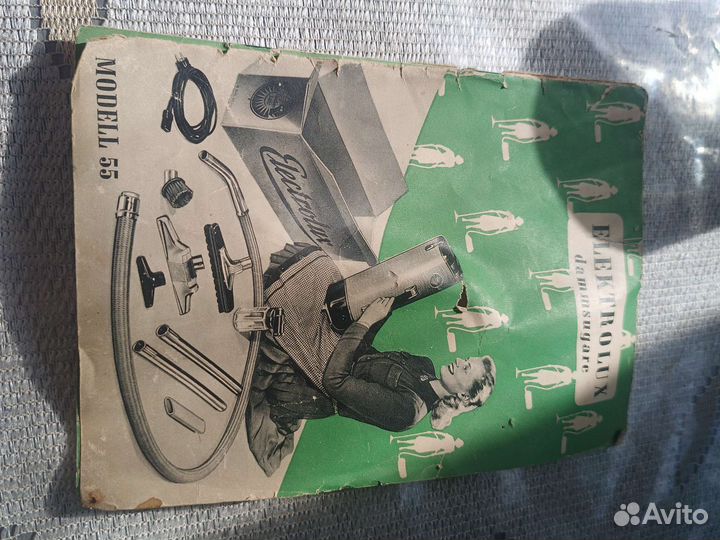 ELEKTROLUX
dammsugare
Electrolux
MODELL 55
Avito